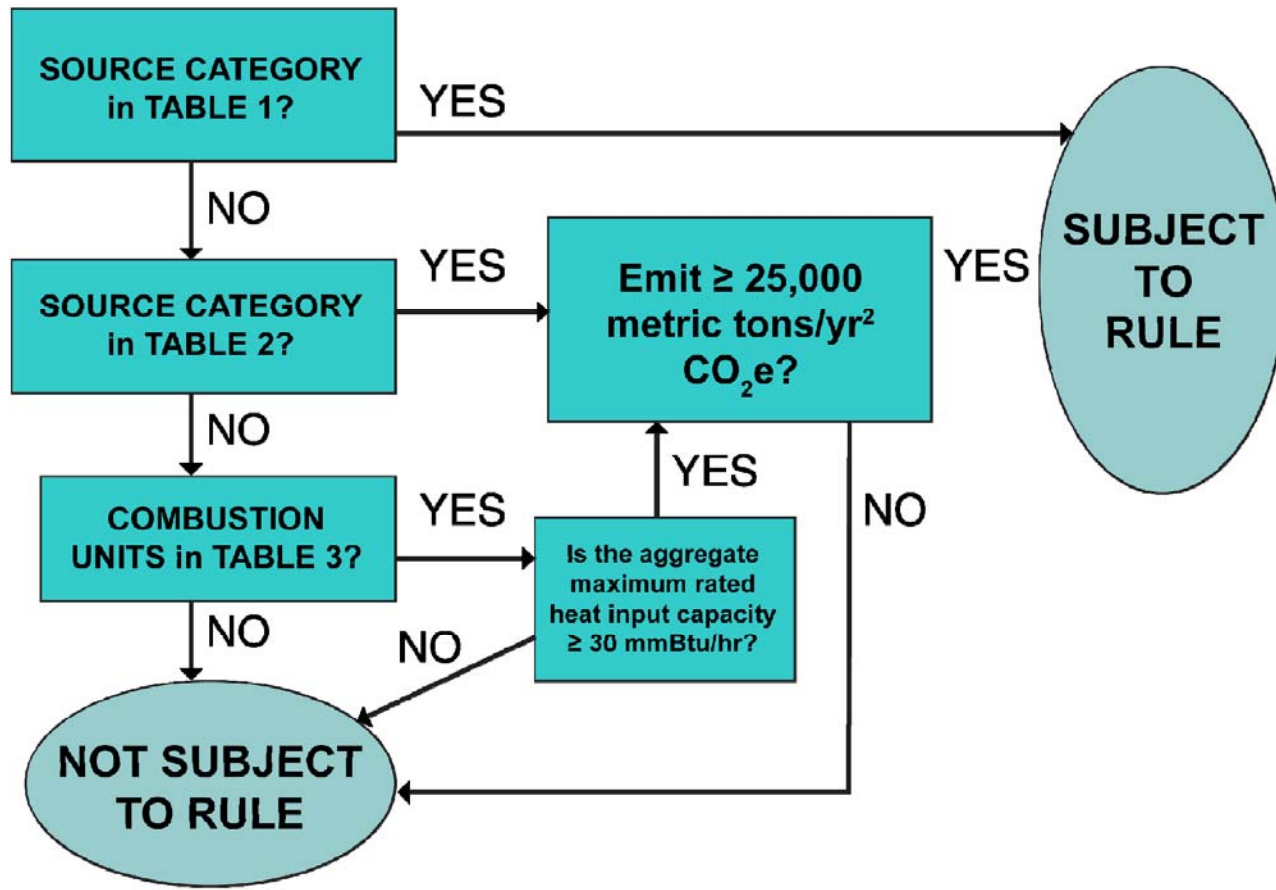 SOURCE CATEGORY
in TABLE 1?
YES
NO
SOURCE CATEGORY
in TABLE 2?
YES
Emit ≥ 25,000
metric tons/yr²
CO₂e?
YES
SUBJECT
TO
RULE
NO
COMBUSTION
UNITS in TABLE 3?
YES
Is the aggregate
maximum rated
heat input capacity
≥ 30 mmBtu/hr?
YES
NO
NO
NO
NOT SUBJECT
TO RULE